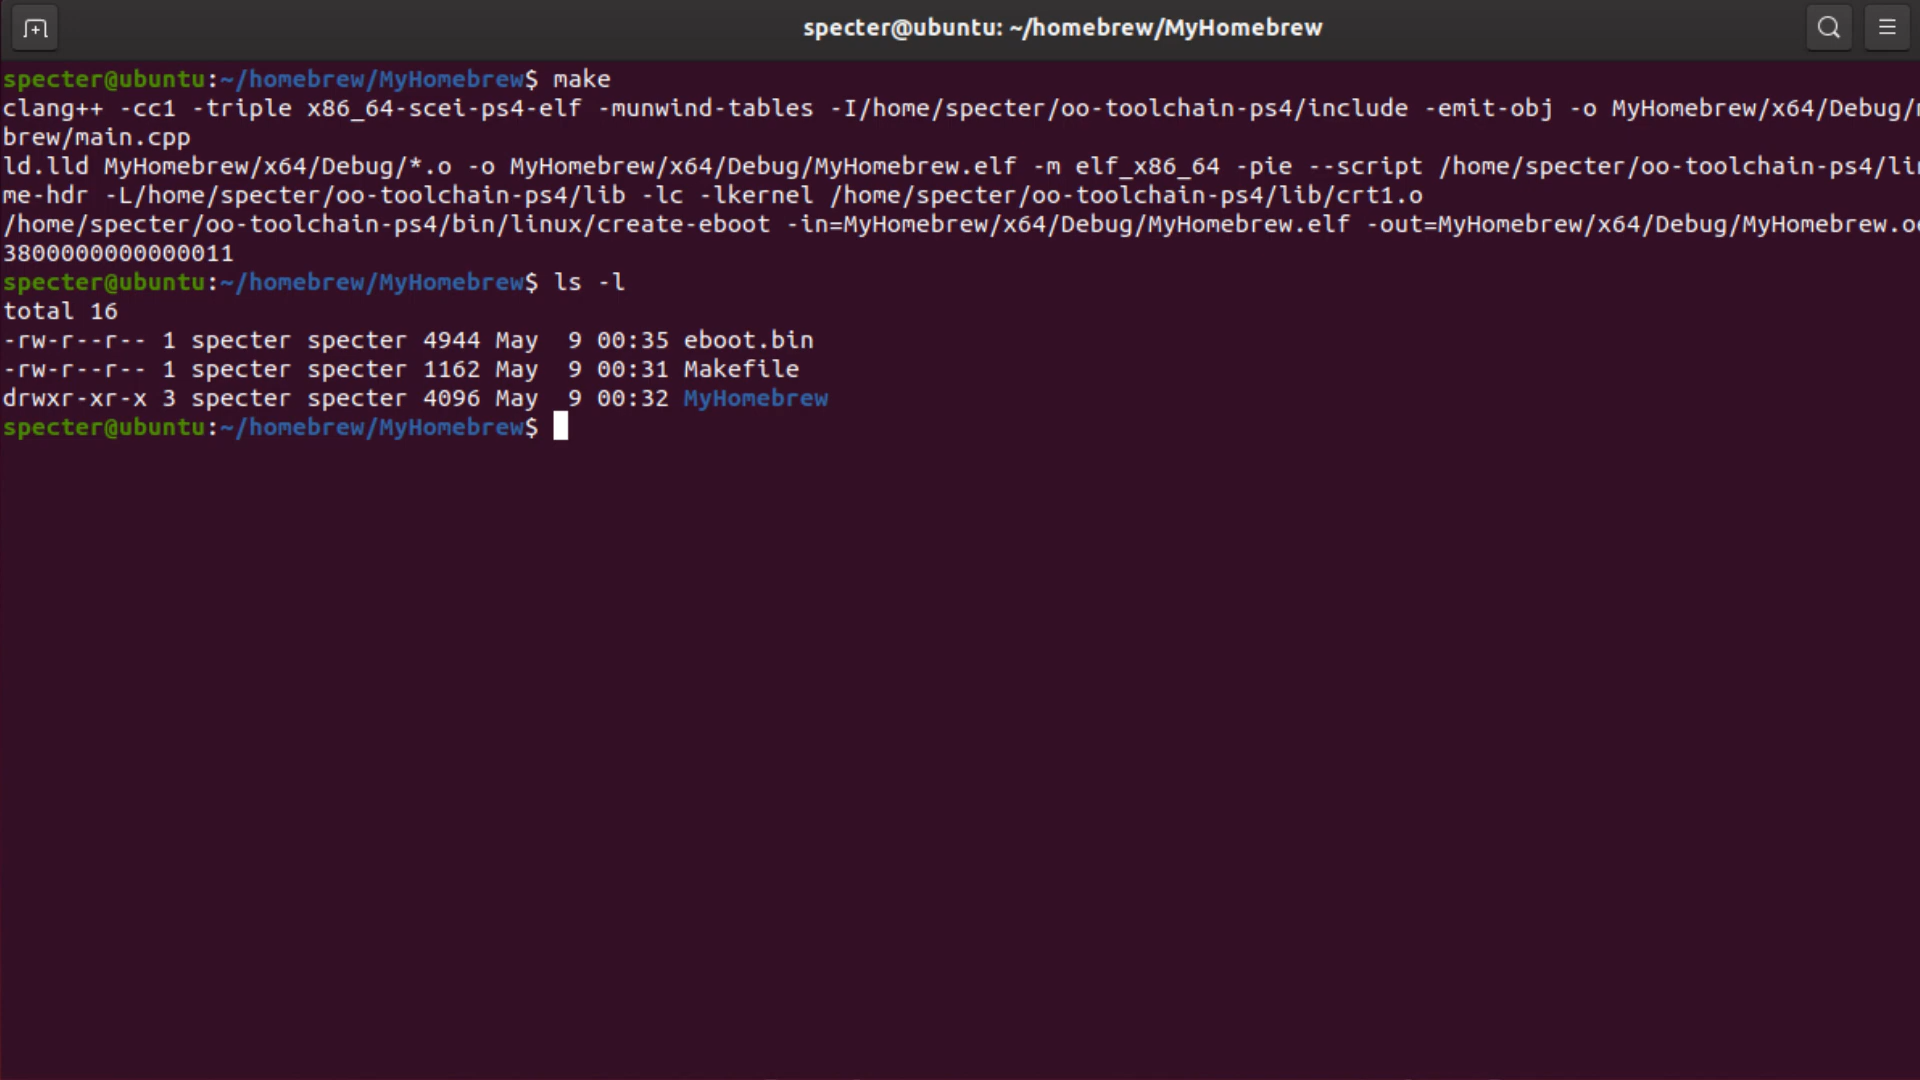 specter@ubuntu: ~/homebrew/MyHomebrew
specter@ubuntu:~/homebrew/MyHomebrew$ make
clang++ -cc1 -triple x86_64-scei-ps4-elf -munwind-tables -I/home/specter/oo-toolchain-ps4/include -emit-obj -o MyHomebrew/x64/Debug/
brew/main.cpp
ld.lld MyHomebrew/x64/Debug/*.o -o MyHomebrew/x64/Debug/MyHomebrew.elf -m elf_x86_64 -pie --script /home/specter/oo-toolchain-ps4/lin
me-hdr -L/home/specter/oo-toolchain-ps4/lib -lc -lkernel /home/specter/oo-toolchain-ps4/lib/crt1.o
/home/specter/oo-toolchain-ps4/bin/linux/create-eboot -in=MyHomebrew/x64/Debug/MyHomebrew.elf -out=MyHomebrew/x64/Debug/MyHomebrew.o
3800000000000011
specter@ubuntu:~/homebrew/MyHomebrew$ ls -l
total 16
-rw-r--r-- 1 specter specter 4944 May  9 00:35 eboot.bin
-rw-r--r-- 1 specter specter 1162 May  9 00:31 Makefile
drwxr-xr-x 3 specter specter 4096 May  9 00:32 MyHomebrew
specter@ubuntu:~/homebrew/MyHomebrew$